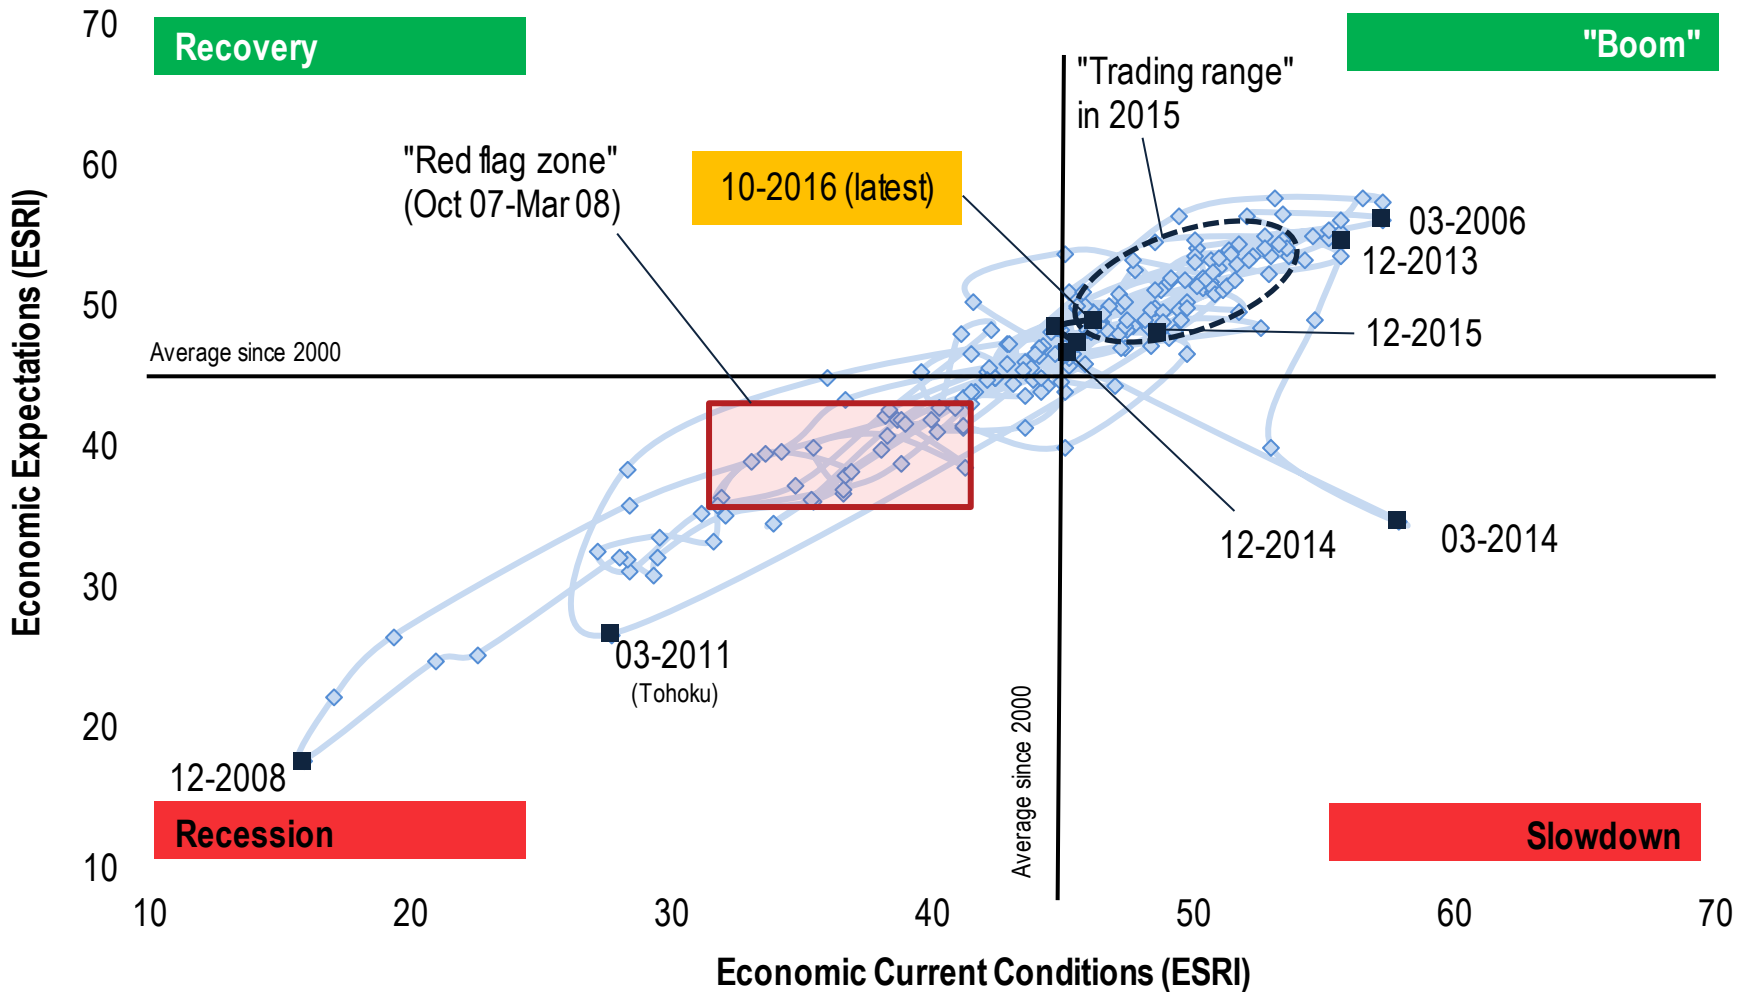 70
Recovery
"Boom"
"Trading range"
in 2015
"Red flag zone"
(Oct 07-Mar 08)
60
10-2016 (latest)
03-2006
12-2013
50
12-2015
Average since 2000
40
12-2014
03-2014
30
03-2011
(Tohoku)
20
12-2008
Average since 2000
Recession
Slowdown
10
Economic Expectations (ESRI)
10 20 30 40 50 60 70
Economic Current Conditions (ESRI)